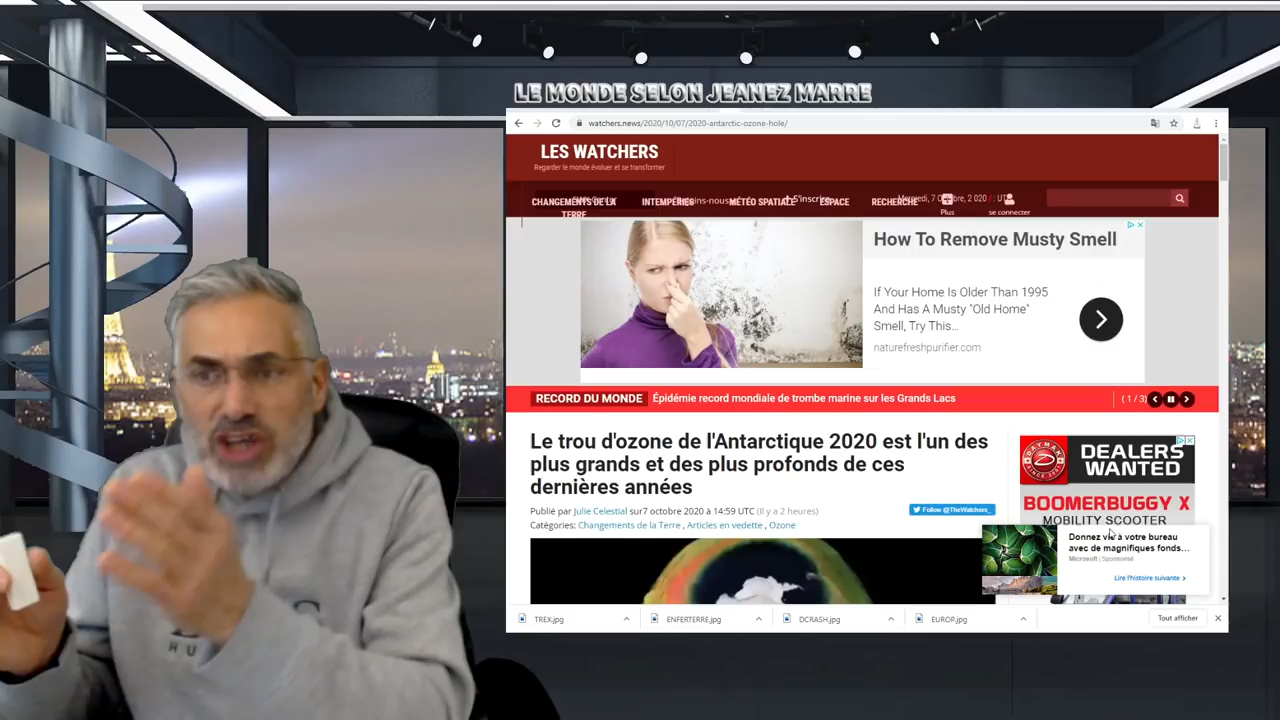 LE MONDE SELON JEANEZ MARRE
watchers.news/2020/10/07/2020-antarctic-ozone-hole/
LES WATCHERS
Regarder le monde évoluer et se transformer
CHANGEMENTS DE LA TERRE
INTEMPÉRIES
MÉTÉO SPATIALE
S'inscrire
ESPACE
RECHERCHE
Plus
se connecter
How To Remove Musty Smell
If Your Home Is Older Than 1995
And Has A Musty "Old Home"
Smell, Try This...
naturefreshpurifier.com
RECORD DU MONDE
Épidémie record mondiale de trombe marine sur les Grands Lacs
( 1 / 3)
Le trou d'ozone de l'Antarctique 2020 est l'un des
plus grands et des plus profonds de ces
dernières années
Publié par Julie Celestial sur7 octobre 2020 à 14:59 UTC (Il y a 2 heures)
Follow @TheWatchers_
Catégories: Changements de la Terre , Articles en vedette , Ozone
DAYMAK
DEALERS
WANTED
BOOMERBUGGY X
MOBILITY SCOOTER
Donnez vie à votre bureau
avec de magnifiques fonds...
Microsoft | Sponsorisé
Lire l'histoire suivante
TREX.jpg
ENFERTERRE.jpg
DCRASH.jpg
EUROP.jpg
Tout afficher
HU